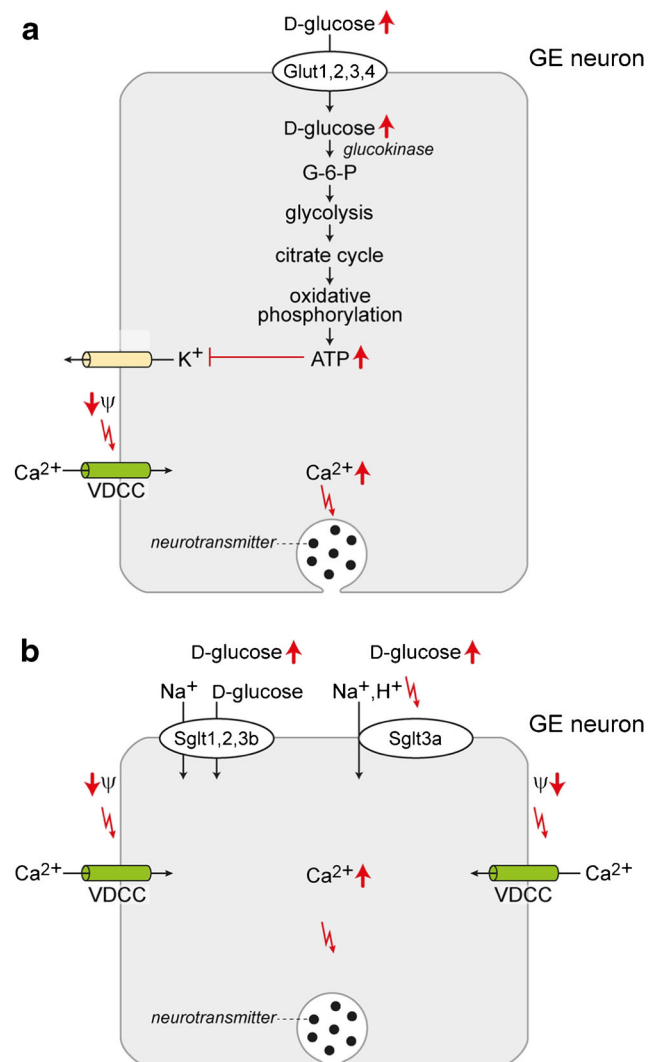 a
D-glucose
GE neuron
Glut1,2,3,4
D-glucose
glucokinase
G-6-P
glycolysis
citrate cycle
oxidative
phosphorylation
K+
ATP
ψ
Ca2+
VDCC
Ca2+
neurotransmitter
b
D-glucose
D-glucose
Na+
D-glucose
Na+,H+
GE neuron
Sglt1,2,3b
Sglt3a
ψ
ψ
Ca2+
VDCC
Ca2+
VDCC
Ca2+
neurotransmitter